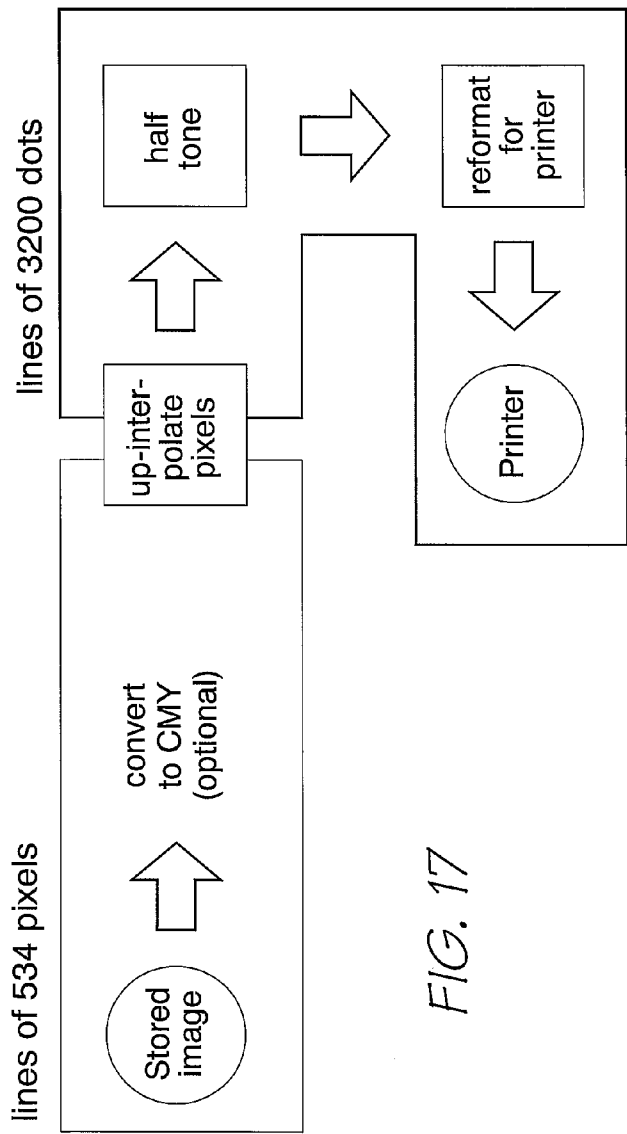 lines of 534 pixels
lines of 3200 dots
Stored
image
convert
to CMY
(optional)
up-inter-
polate
pixels
half
tone
reformat
for
printer
Printer
FIG. 17